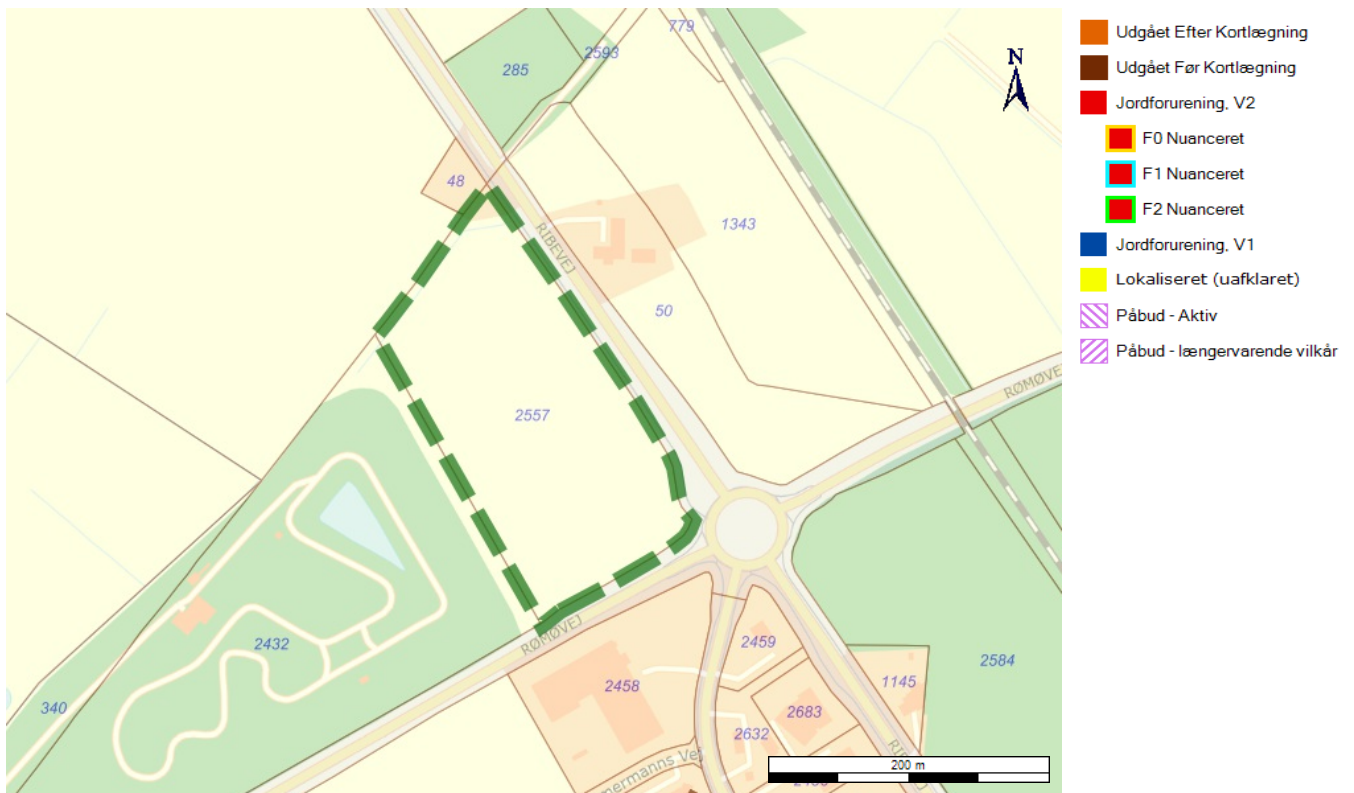 779
2593
285
N
48
1343
RIBEVEJ
50
RØMØVEJ
2557
2432
RØMØVEJ
2459
2584
2458
1145
340
2683
2632
200 m
Udgået Efter Kortlægning
Udgået Før Kortlægning
Jordforurening, V2
F0 Nuanceret
F1 Nuanceret
F2 Nuanceret
Jordforurening, V1
Lokaliseret (uafklaret)
Påbud - Aktiv
Påbud - længervarende vilkår